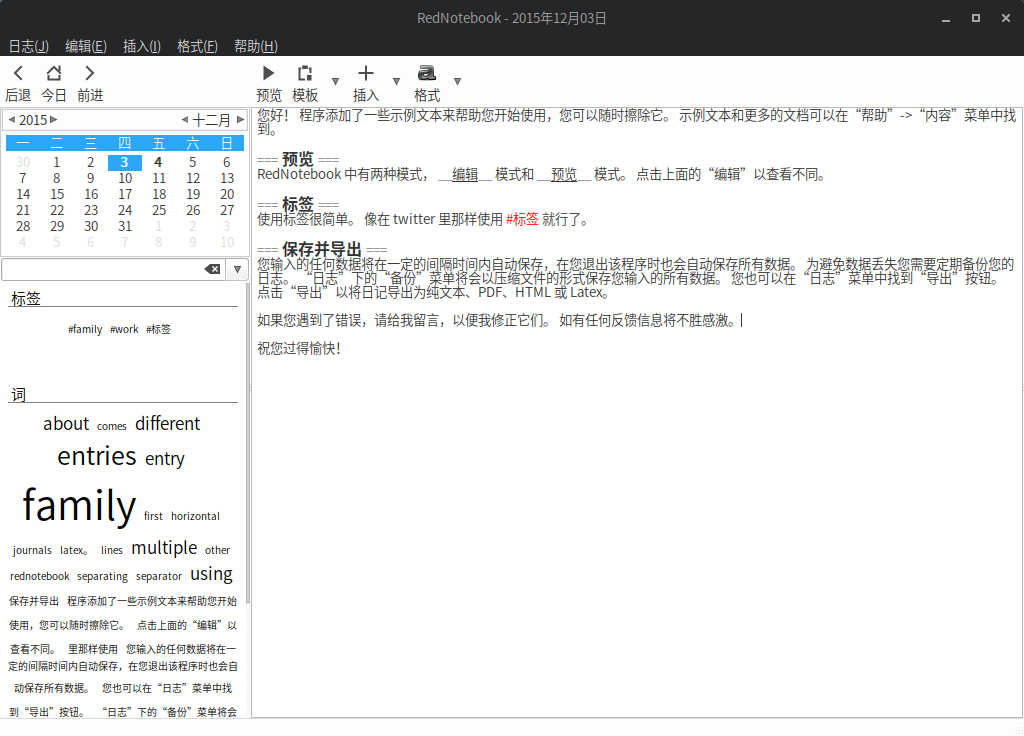 RedNotebook - 2015年12月03日
日志(J) 编辑(E) 插入(I) 格式(F) 帮助(H)
后退 今日 前进 预览 模板 插入 格式
2015 十二月
一 二 三 四 五 六 日
30 1 2 3 4 5 6
7 8 9 10 11 12 13
14 15 16 17 18 19 20
21 22 23 24 25 26 27
28 29 30 31 1 2 3
4 5 6 7 8 9 10
标签
#family #work #标签
词
about comes different
entries entry
family first horizontal
journals latex。 lines multiple other
rednotebook separating separator using
保存并导出 程序添加了一些示例文本来帮助您开始
使用，您可以随时擦除它。 点击上面的“编辑”以
查看不同。 里那样使用 您输入的任何数据将在一
定的间隔时间内自动保存，在您退出该程序时也会自
动保存所有数据。 您也可以在“日志”菜单中找
到“导出”按钮。 “日志”下的“备份”菜单将会
您好！ 程序添加了一些示例文本来帮助您开始使用，您可以随时擦除它。 示例文本和更多的文档可以在“帮助”->“内容”菜单中找
到。
=== 预览 ===
RedNotebook 中有两种模式， __编辑__ 模式和 __预览__ 模式。 点击上面的“编辑”以查看不同。
=== 标签 ===
使用标签很简单。 像在 twitter 里那样使用 #标签 就行了。
=== 保存并导出 ===
您输入的任何数据将在一定的间隔时间内自动保存，在您退出该程序时也会自动保存所有数据。 为避免数据丢失您需要定期备份您的
日志。 “日志”下的“备份”菜单将会以压缩文件的形式保存您输入的所有数据。 您也可以在“日志”菜单中找到“导出”按钮。
点击“导出”以将日记导出为纯文本、PDF、HTML 或 Latex。
如果您遇到了错误，请给我留言，以便我修正它们。 如有任何反馈信息将不胜感激。
祝您过得愉快！